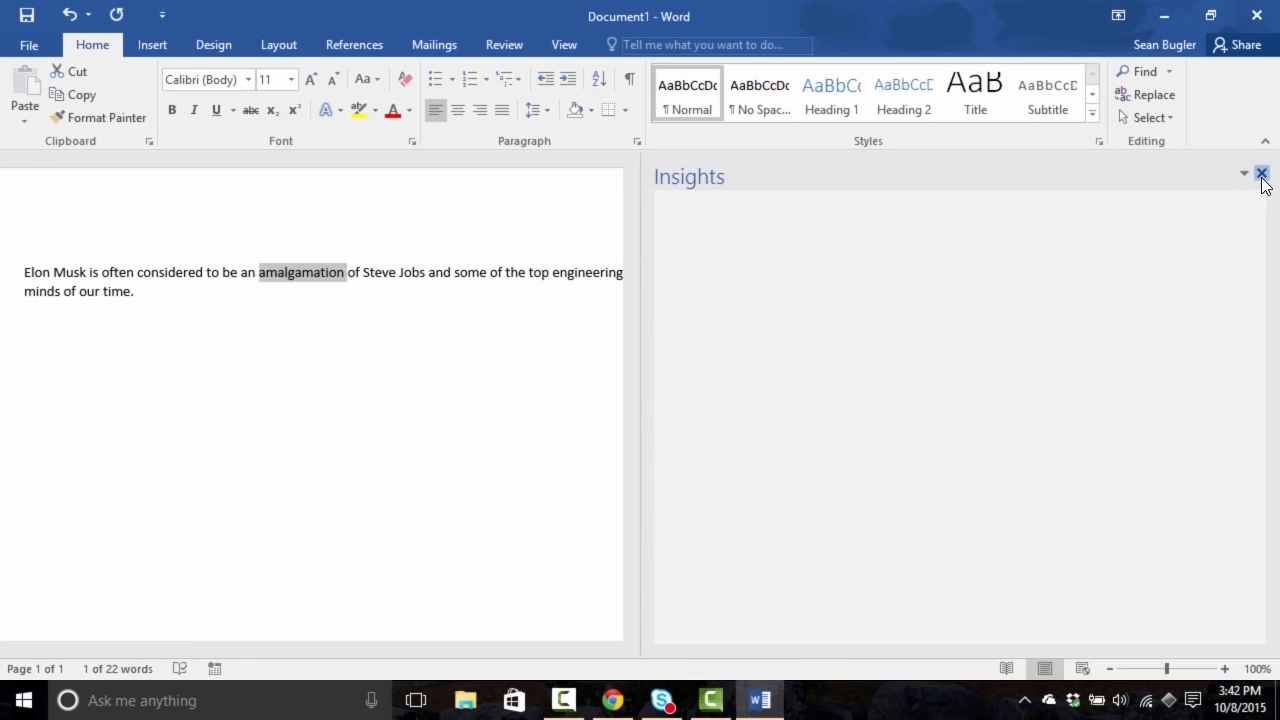 Document1 - Word
File Home Insert Design Layout References Mailings Review View Tell me what you want to do... Sean Bugler Share
Paste
Cut
Copy
Format Painter
Clipboard
Calibri (Body) 11
Font
Paragraph
AaBbCcDc AaBbCcDc AaBbCc AaBbCcD AaB AaBbCcD
¶ Normal ¶ No Spac... Heading 1 Heading 2 Title Subtitle
Styles
Find
Replace
Select
Editing
Insights
Elon Musk is often considered to be an amalgamation of Steve Jobs and some of the top engineering
minds of our time.
Page 1 of 1 1 of 22 words 100%
Ask me anything
3:42 PM
10/8/2015